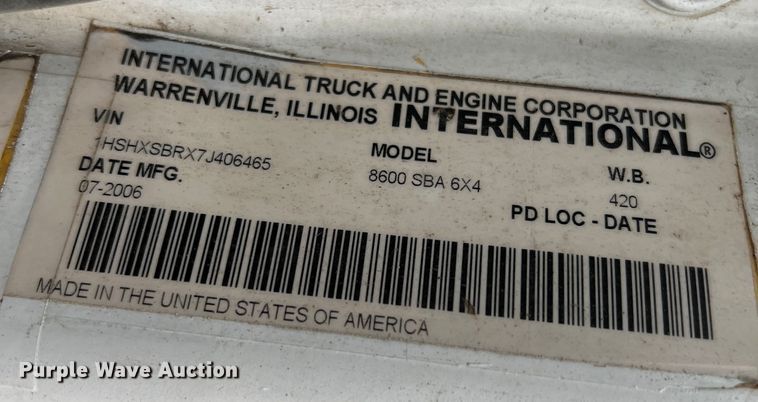 INTERNATIONAL TRUCK AND ENGINE CORPORATION
WARRENVILLE, ILLINOIS INTERNATIONAL®
VIN MODEL W.B.
1HSHXSBRX7J406465 8600 SBA 6X4 420
DATE MFG. PD LOC - DATE
07-2006
MADE IN THE UNITED STATES OF AMERICA
Purple Wave Auction